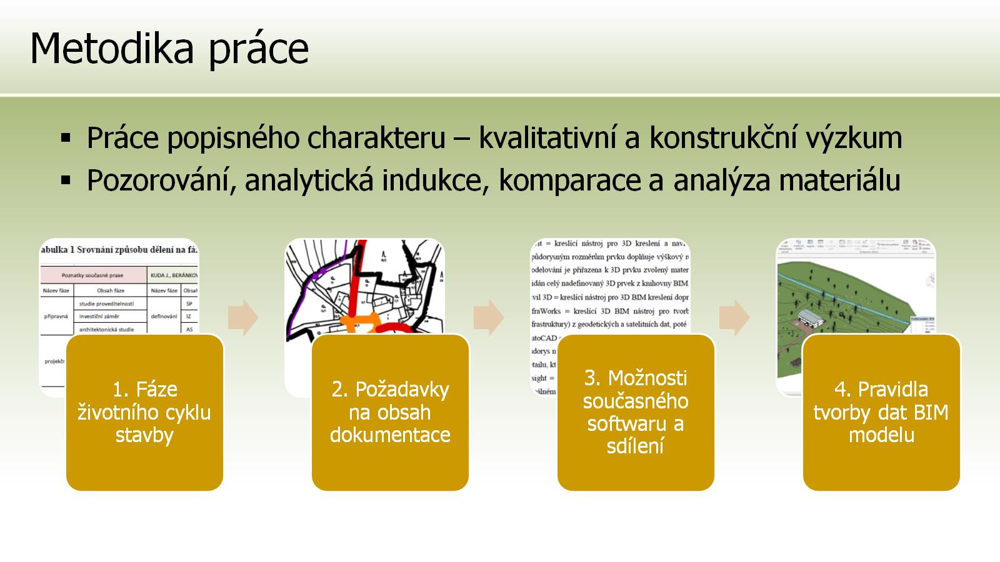 Metodika práce
▪ Práce popisného charakteru – kvalitativní a konstrukční výzkum
▪ Pozorování, analytická indukce, komparace a analýza materiálu
abulka 1 Srovnání způsobu dělení na fá
Poznatky současné praxe KUDA J., BERÁNKOV
Název fáze Obsah fáze Název fáze Obsah
přípravná
studie proveditelnosti SP
investiční záměr definování IZ
architektonická studie AS
projekčn
1. Fáze
životního cyklu
stavby
2. Požadavky
na obsah
dokumentace
= kreslící nástroj pro 3D kreslení a nav
půdorysným rozměrům prvku doplňuje výškový
odelování je přiřazena k 3D prvku zvolený mater
idán celý nadefinovaný 3D prvek z knihovny BIM
vil 3D = kreslící nástroj pro 3D BIM kreslení dopr
fraWorks = kreslící 3D BIM nástroj pro tvorb
frastruktury) z geodetických a satelitních dat, poté
utoCAD
dorys n
tailu, kt
sight =
álném
3. Možnosti
současného
softwaru a
sdílení
4. Pravidla
tvorby dat BIM
modelu